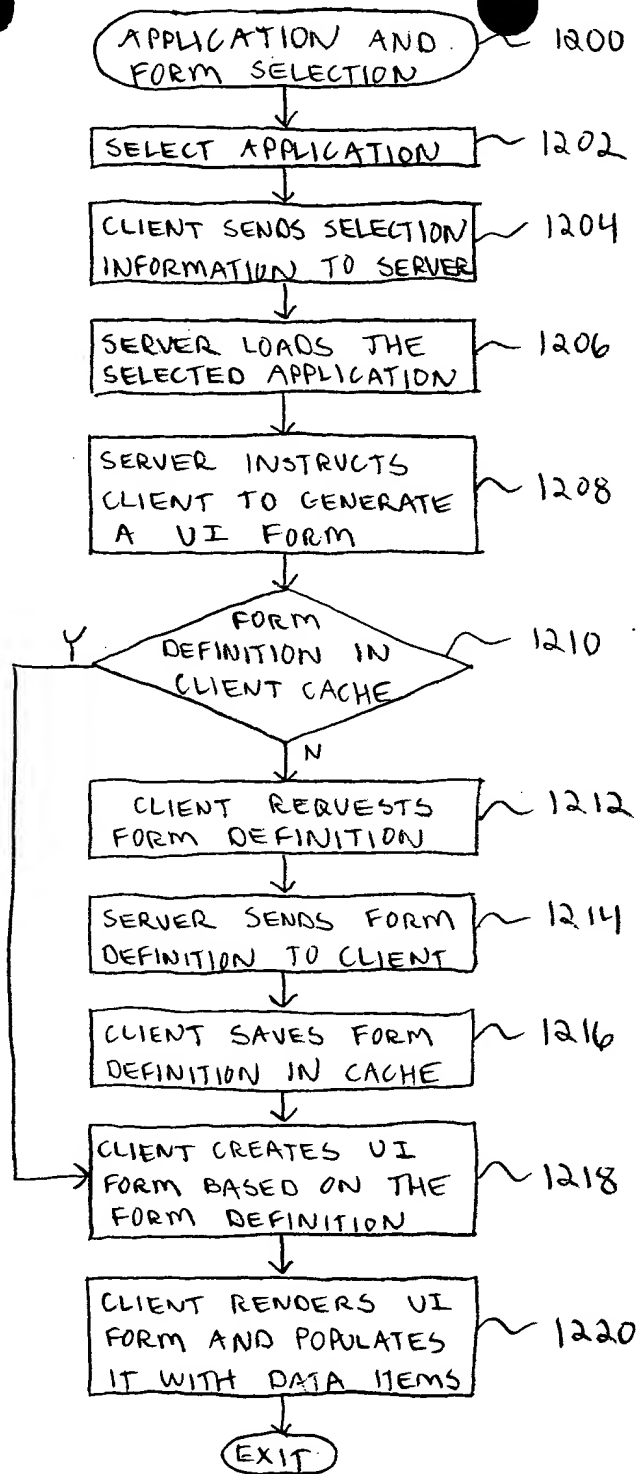 APPLICATION AND
FORM SELECTION
1200
SELECT APPLICATION
1202
CLIENT SENDS SELECTION
INFORMATION TO SERVER
1204
SERVER LOADS THE
SELECTED APPLICATION
1206
SERVER INSTRUCTS
CLIENT TO GENERATE
A UI FORM
1208
FORM
DEFINITION IN
CLIENT CACHE
1210
Y
N
CLIENT REQUESTS
FORM DEFINITION
1212
SERVER SENDS FORM
DEFINITION TO CLIENT
1214
CLIENT SAVES FORM
DEFINITION IN CACHE
1216
CLIENT CREATES UI
FORM BASED ON THE
FORM DEFINITION
1218
CLIENT RENDERS UI
FORM AND POPULATES
IT WITH DATA ITEMS
1220
EXIT